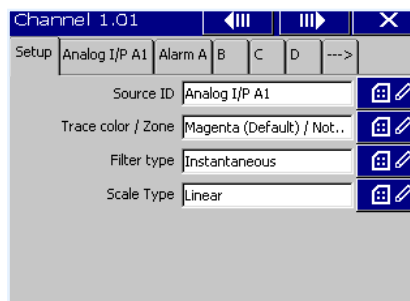 Channel 1.01
Setup Analog I/P A1 Alarm A B C D --->
Source ID Analog I/P A1
Trace color / Zone Magenta (Default) / Not..
Filter type Instantaneous
Scale Type Linear